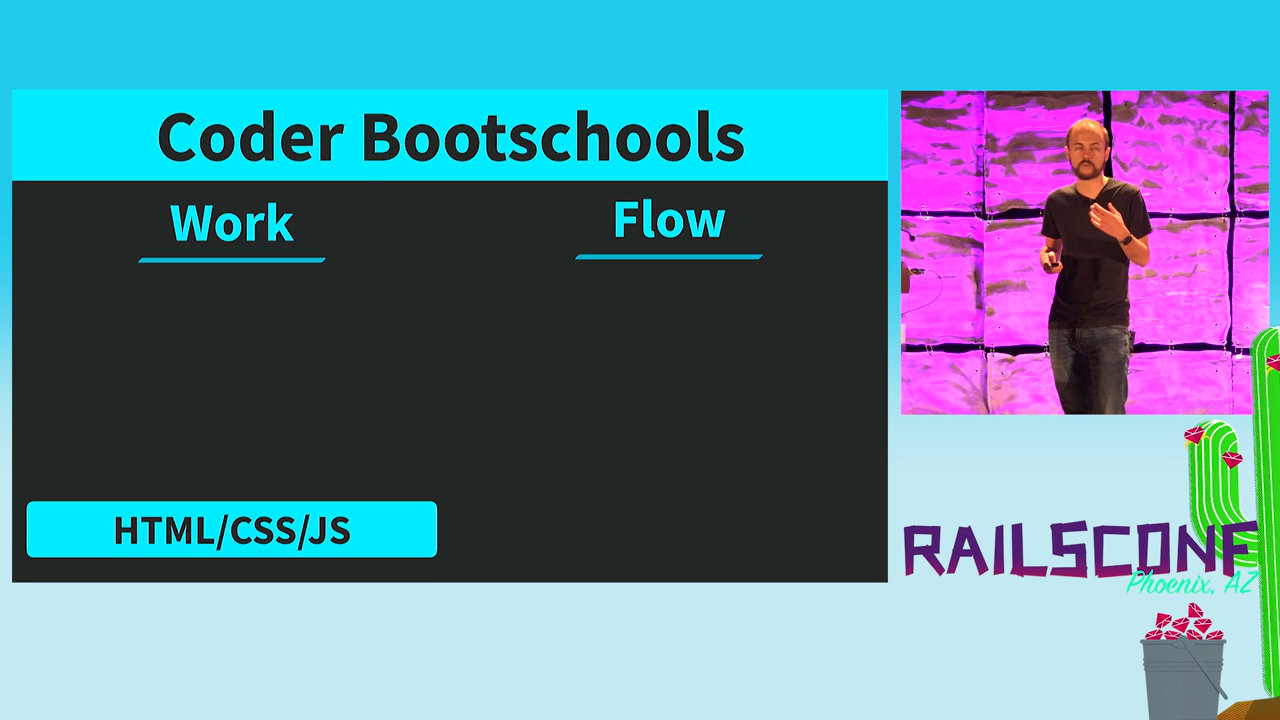 Coder Bootschools
Work
Flow
HTML/CSS/JS
RAILSCONF
Phoenix, AZ